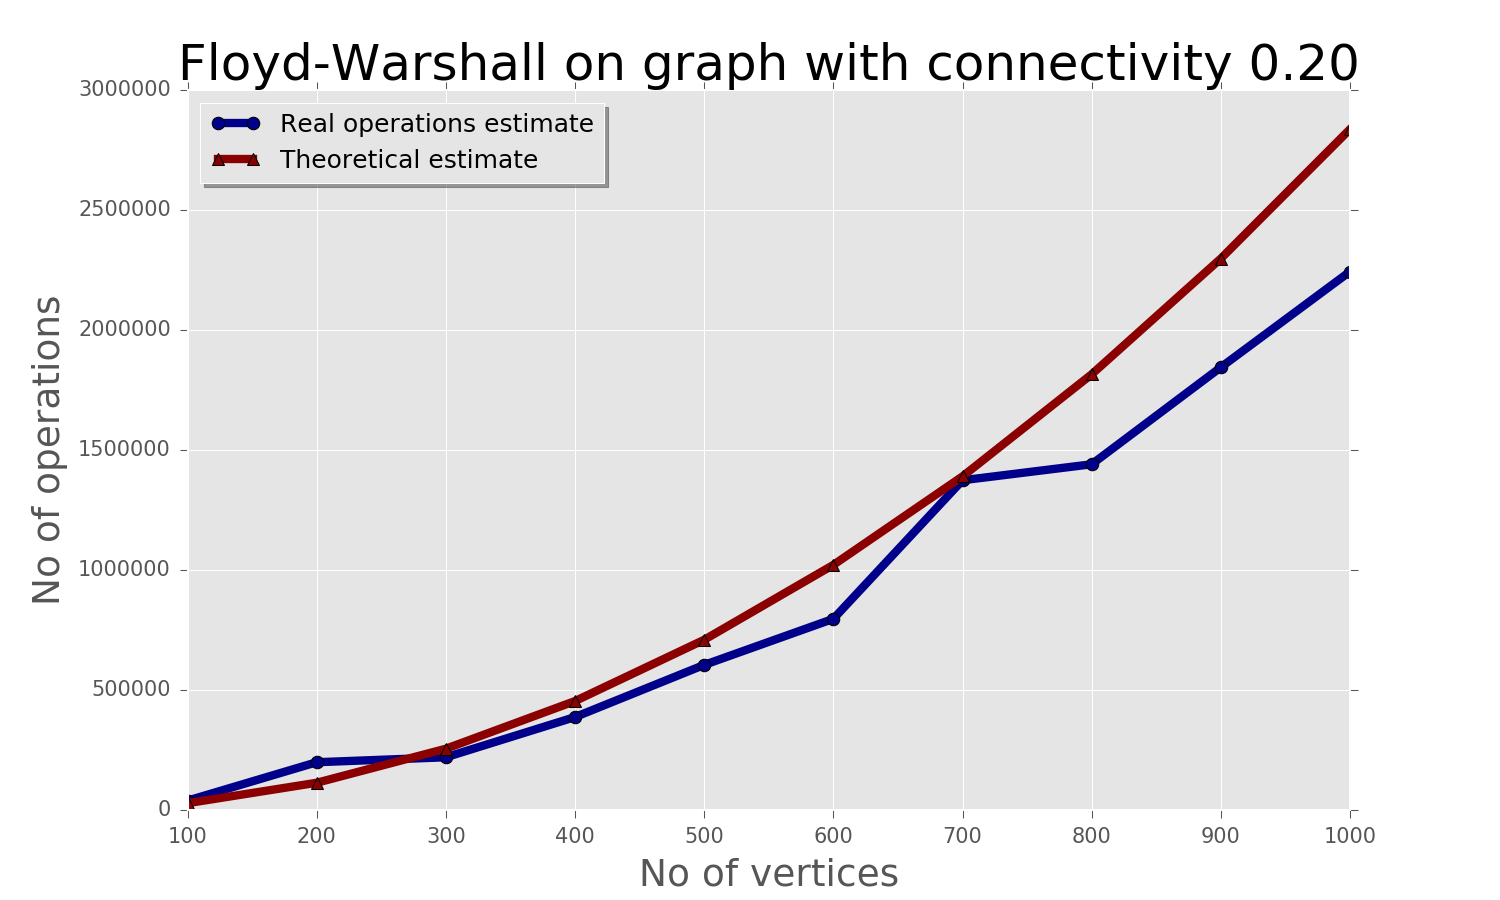 Floyd-Warshall on graph with connectivity 0.20
3000000
Real operations estimate
Theoretical estimate
2500000
2000000
1500000
1000000
500000
0
No of operations
100 200 300 400 500 600 700 800 900 1000
No of vertices